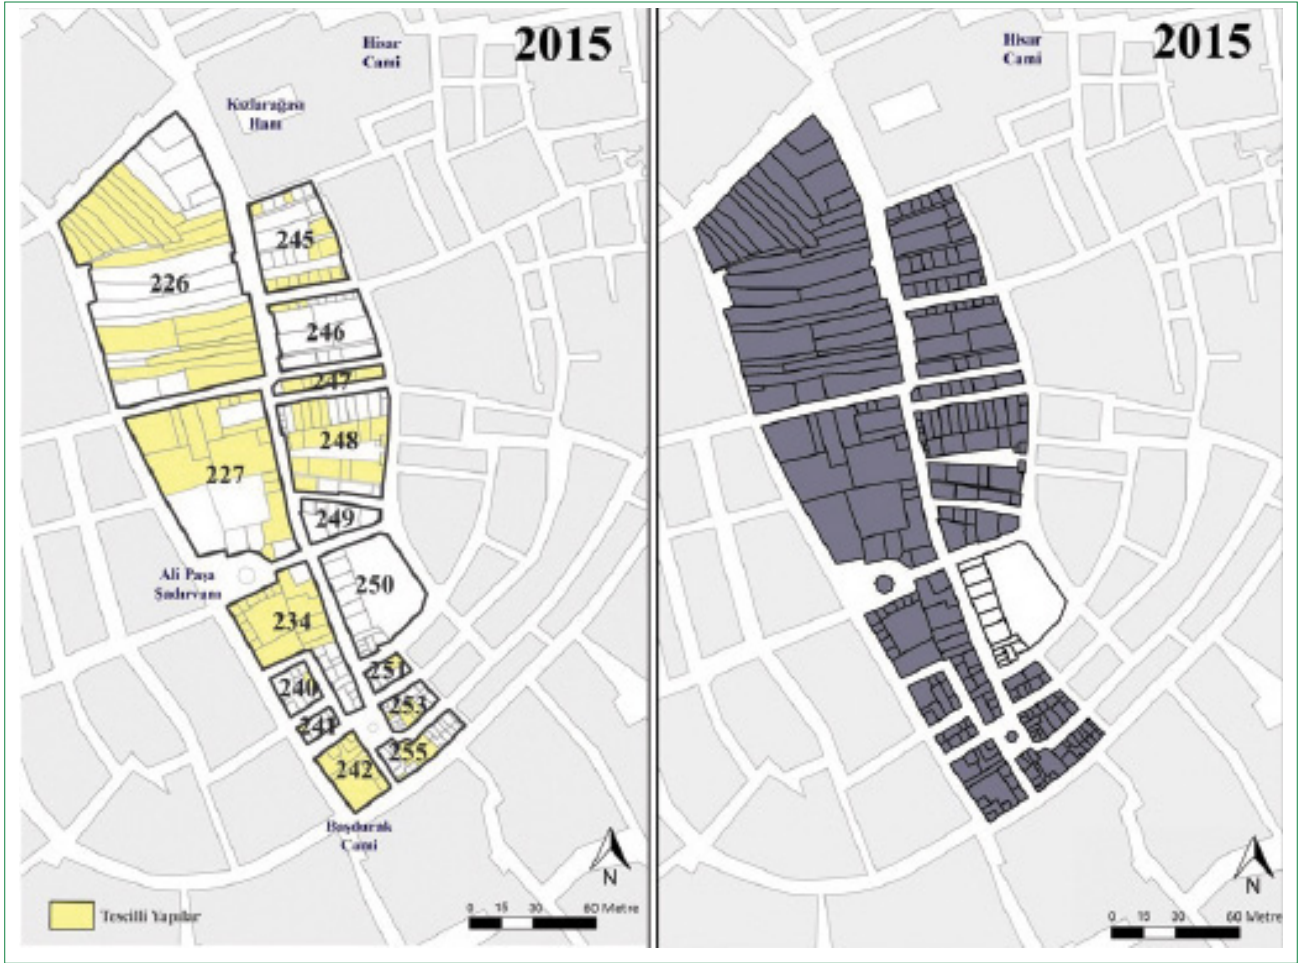 2015
Hisar
Cami
Kızlarağası
Hanı
245
226
246
247
248
227
249
250
Ali Paşa
Şadırvanı
234
251
240
253
241
255
242
Başdurak
Cami
N
Tescilli Yapılar
0 15 30 60 Metre
2015
Hisar
Cami
N
0 15 30 60 Metre